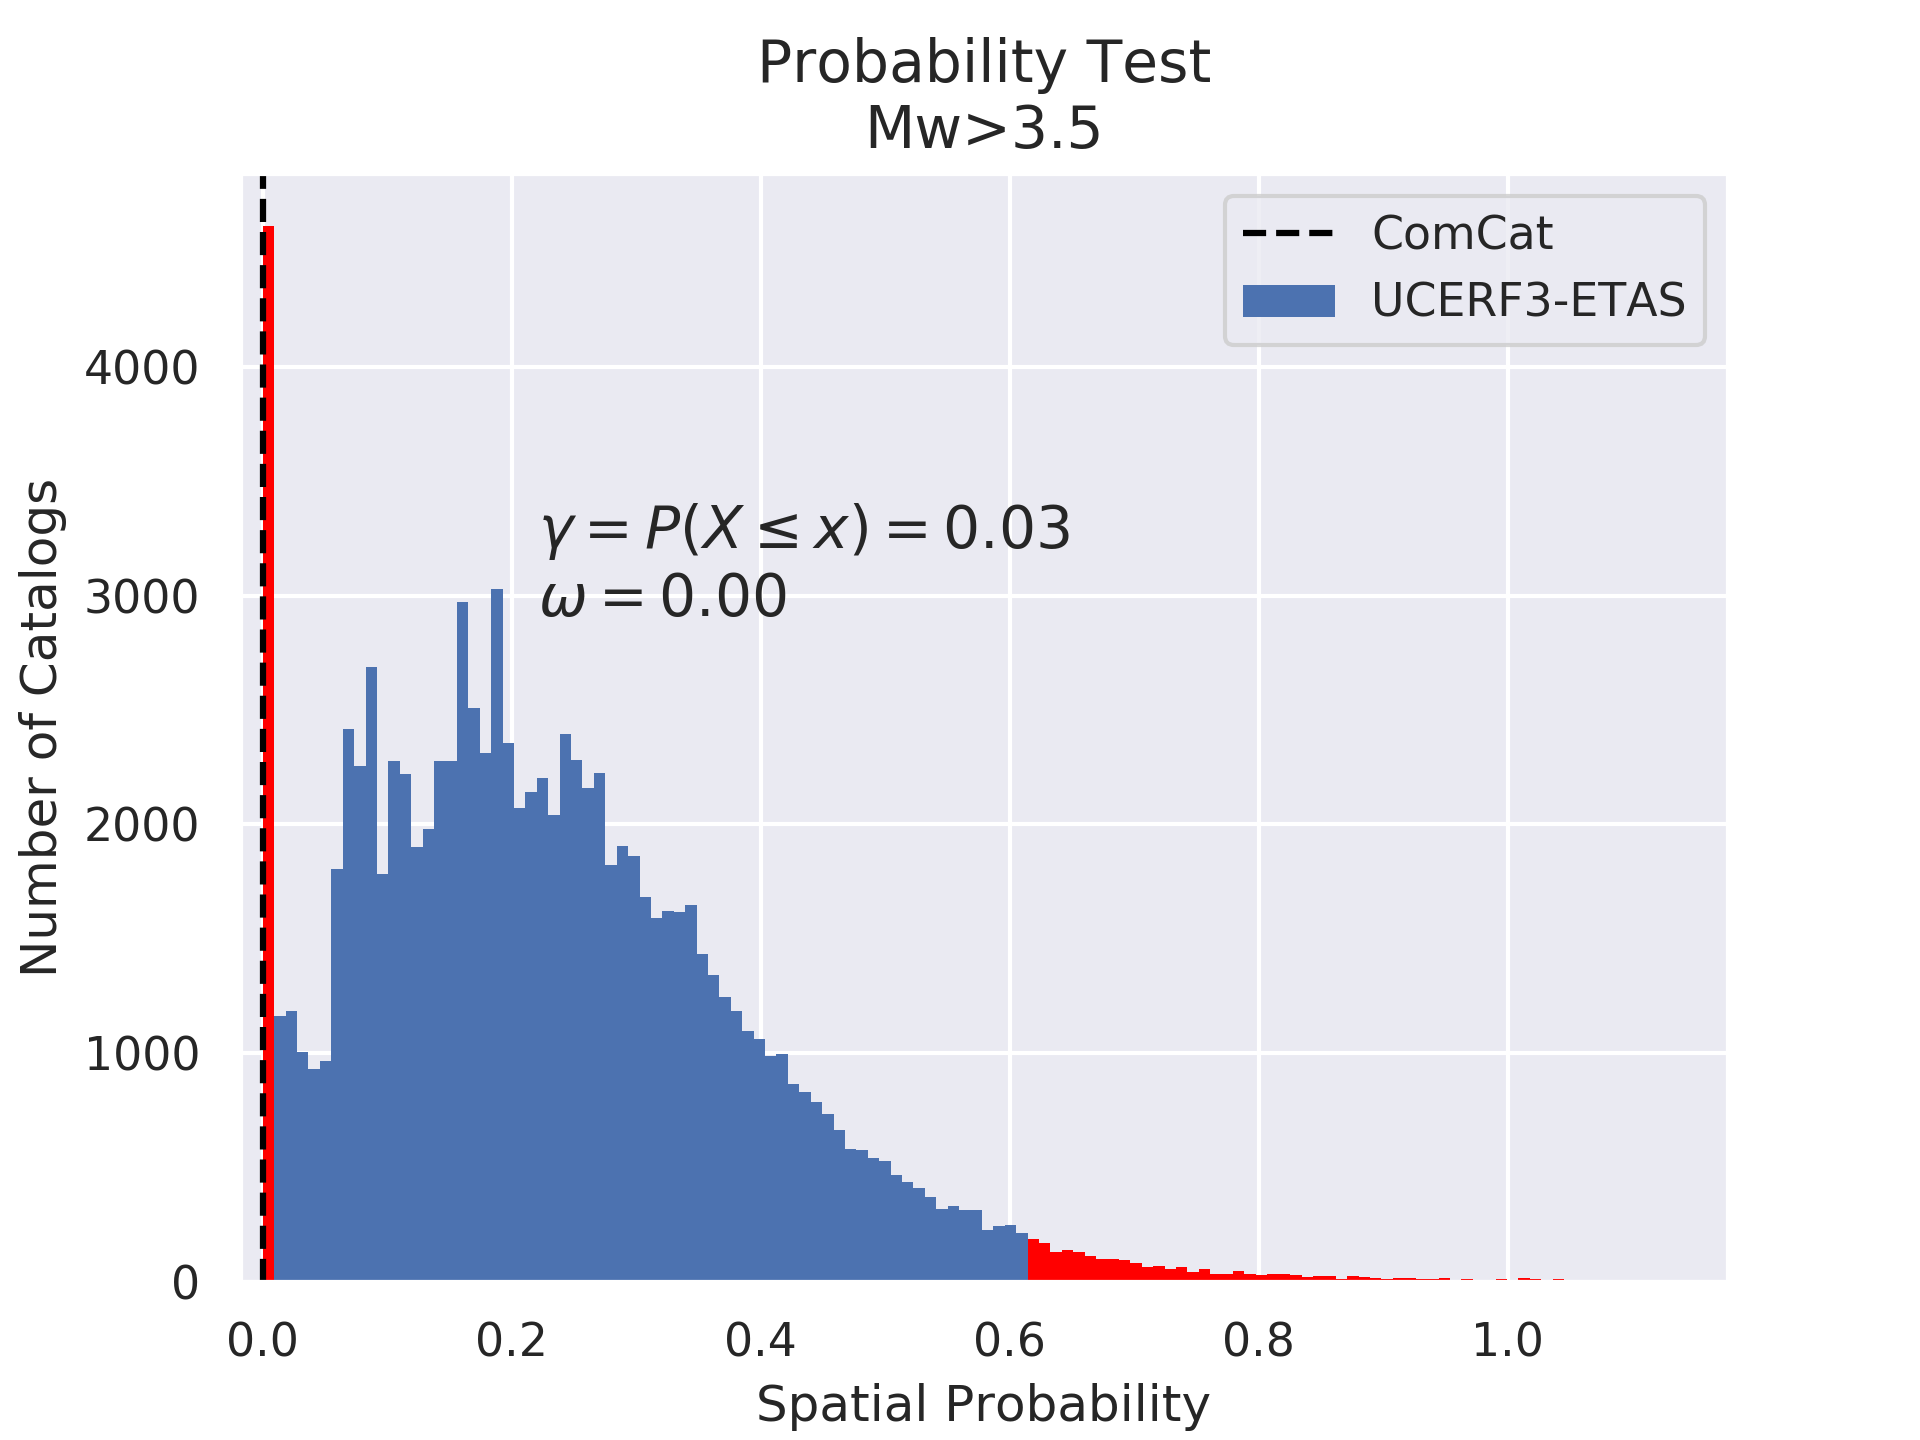 Probability Test
Mw>3.5
ComCat
UCERF3-ETAS
Number of Catalogs
4000
3000
2000
1000
0
γ = P(X ≤ x) = 0.03
ω = 0.00
0.0 0.2 0.4 0.6 0.8 1.0
Spatial Probability